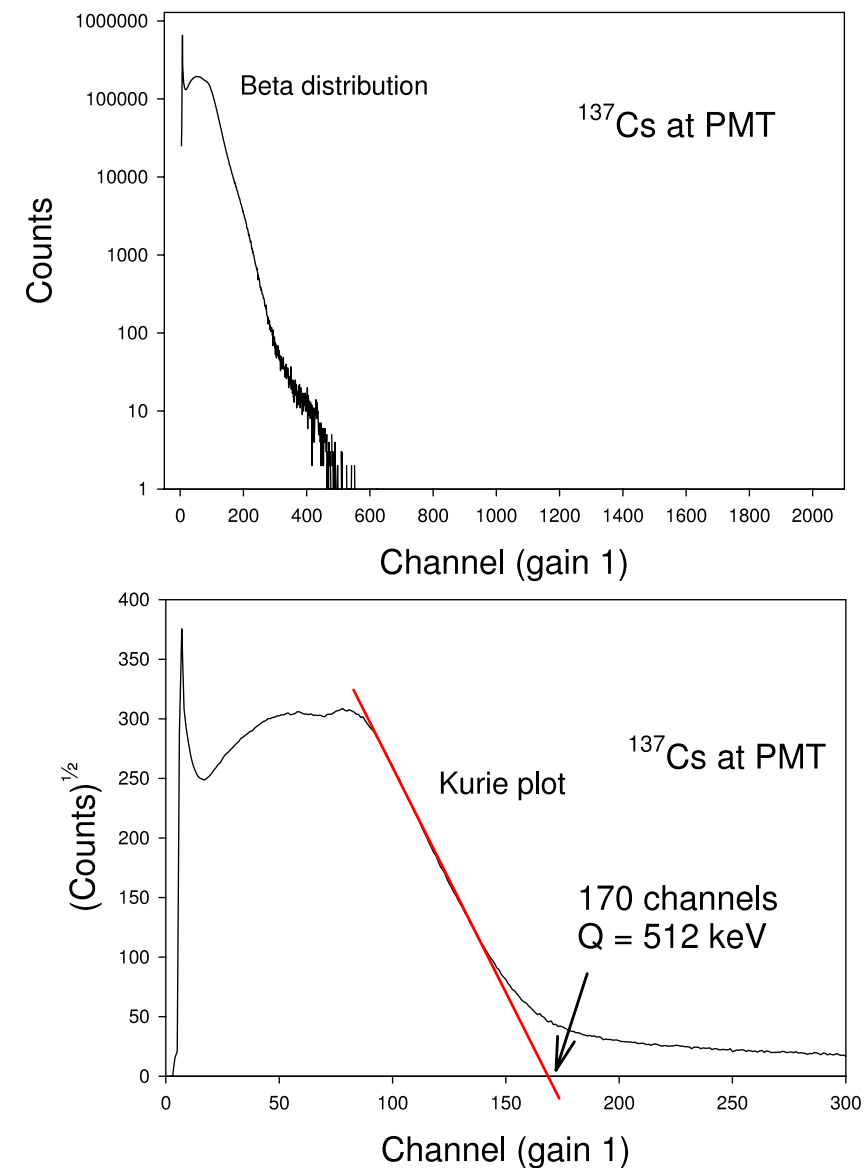 1000000
100000
10000
1000
100
10
1
Counts
Beta distribution
¹³⁷Cs at PMT
0 200 400 600 800 1000 1200 1400 1600 1800 2000
Channel (gain 1)
400
350
300
250
200
150
100
50
0
(Counts)^½
¹³⁷Cs at PMT
Kurie plot
170 channels
Q = 512 keV
0 50 100 150 200 250 300
Channel (gain 1)